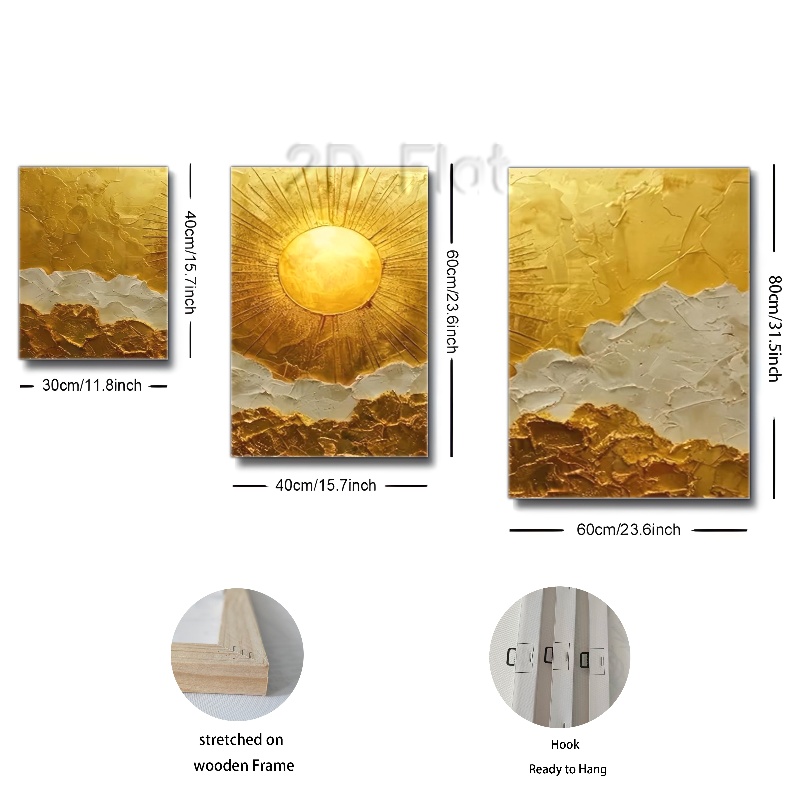 2D Flat
40cm/15.7inch
30cm/11.8inch
60cm/23.6inch
40cm/15.7inch
80cm/31.5inch
60cm/23.6inch
stretched on
wooden Frame
Hook
Ready to Hang